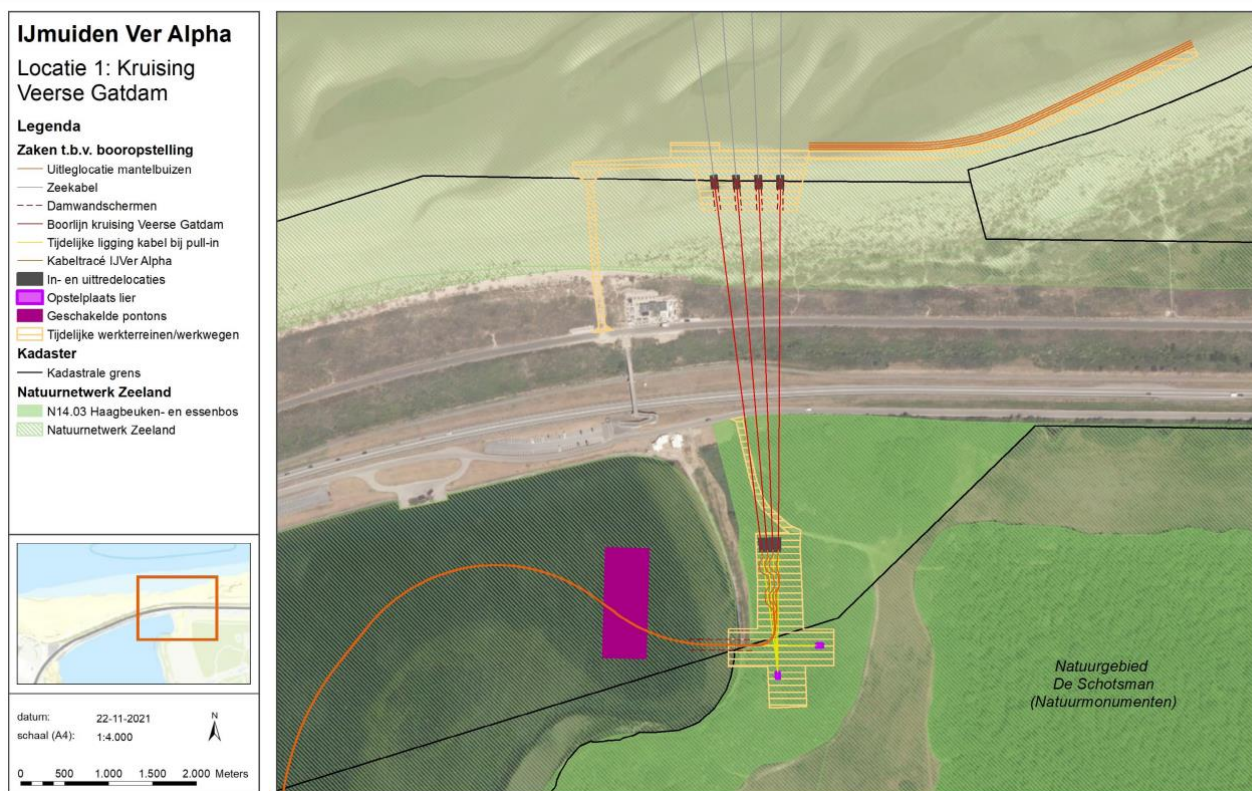 IJmuiden Ver Alpha
Locatie 1: Kruising
Veerse Gatdam
Legenda
Zaken t.b.v. booropstelling
Uitleglocatie mantelbuizen
Zeekabel
Damwandschermen
Boorlijn kruising Veerse Gatdam
Tijdelijke ligging kabel bij pull-in
Kabeltracé IJVer Alpha
In- en uittredelocaties
Opstelplaats lier
Geschakelde pontons
Tijdelijke werkterreinen/werkwegen
Kadaster
Kadastrale grens
Natuurnetwerk Zeeland
N14.03 Haagbeuken- en essenbos
Natuurnetwerk Zeeland
datum: 22-11-2021
schaal (A4): 1:4.000
N
0 500 1.000 1.500 2.000 Meters
Natuurgebied
De Schotsman
(Natuurmonumenten)